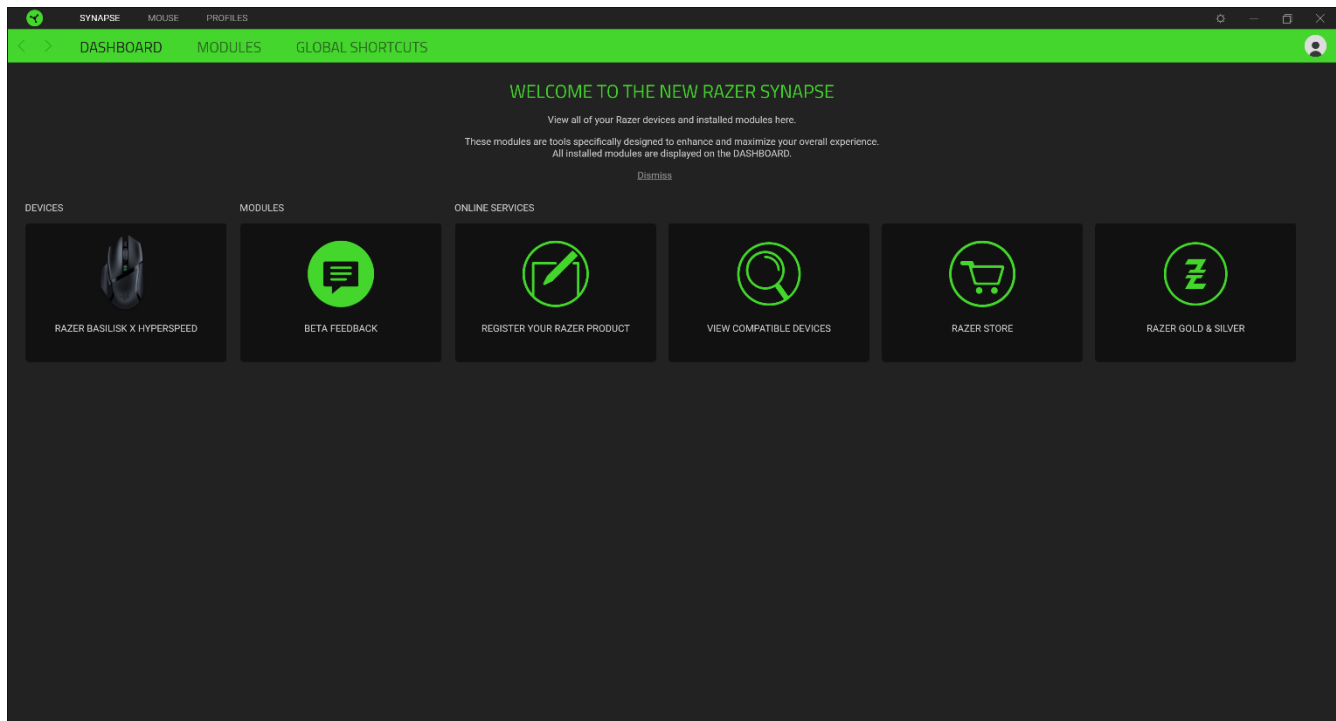 SYNAPSE MOUSE PROFILES
DASHBOARD MODULES GLOBAL SHORTCUTS
WELCOME TO THE NEW RAZER SYNAPSE
View all of your Razer devices and installed modules here.
These modules are tools specifically designed to enhance and maximize your overall experience.
All installed modules are displayed on the DASHBOARD.
Dismiss
DEVICES MODULES ONLINE SERVICES
RAZER BASILISK X HYPERSPEED BETA FEEDBACK REGISTER YOUR RAZER PRODUCT VIEW COMPATIBLE DEVICES RAZER STORE RAZER GOLD & SILVER